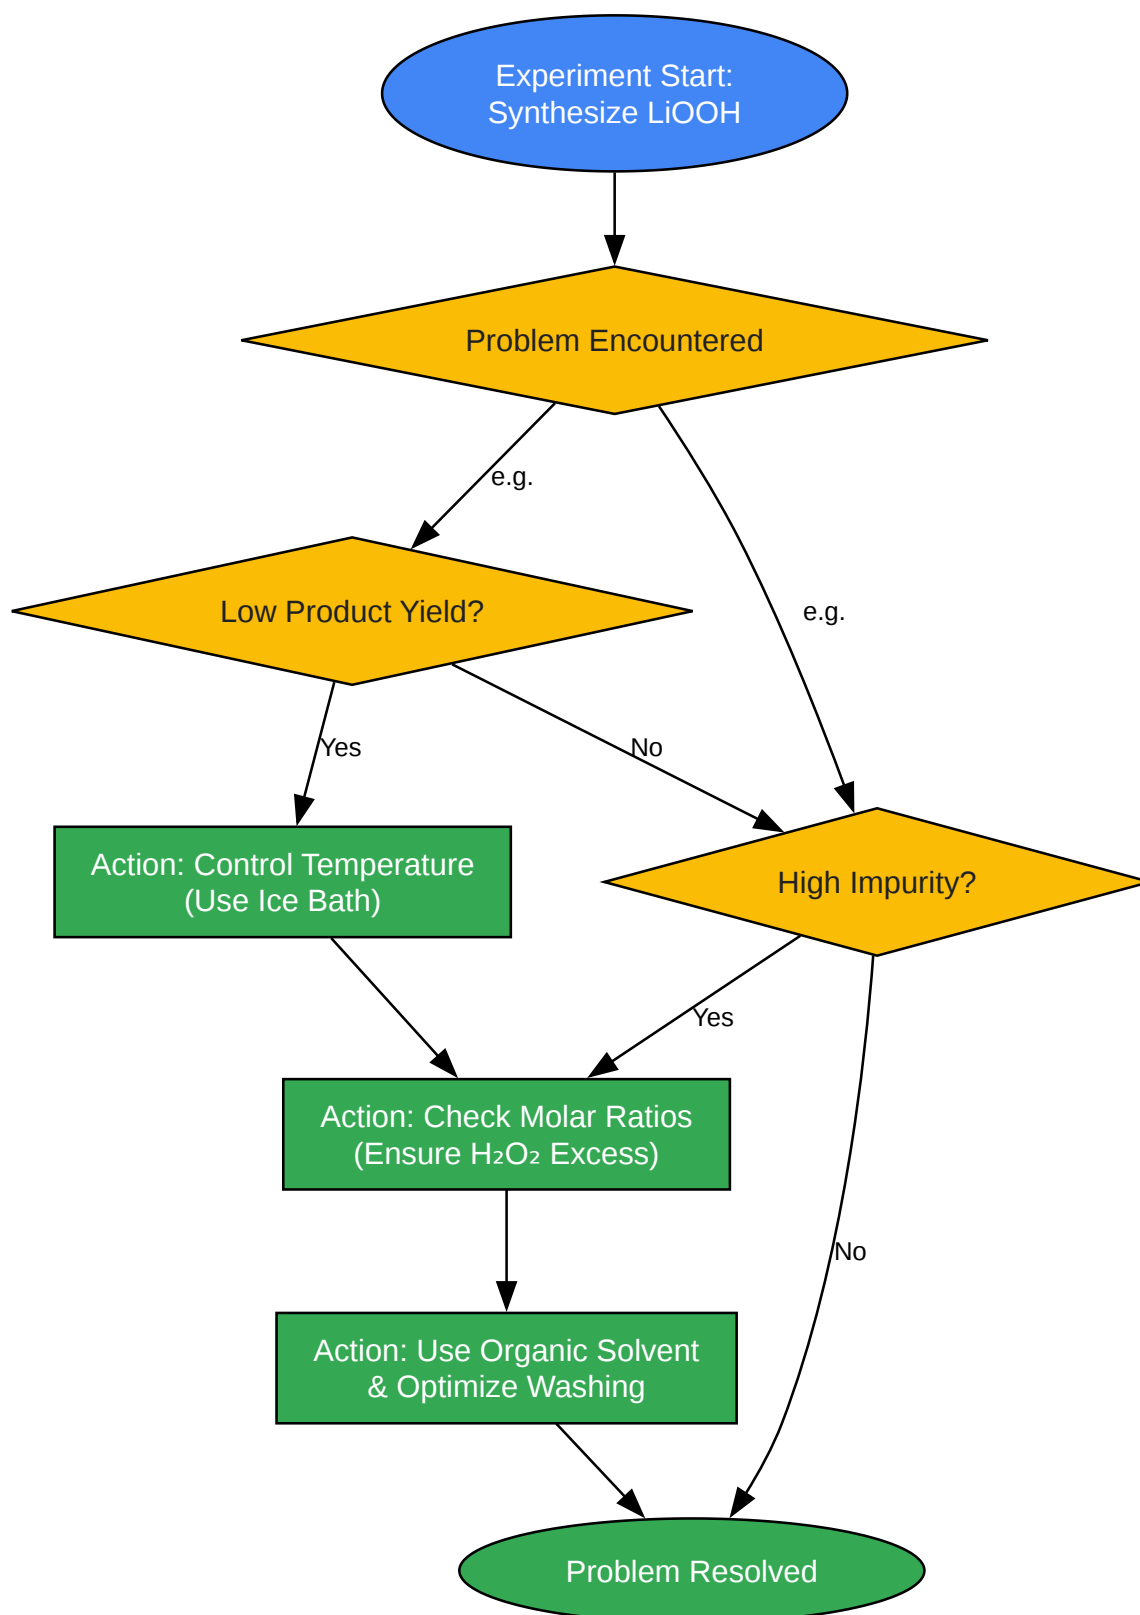 Experiment Start:
Synthesize LiOOH
Problem Encountered
e.g.
Low Product Yield?
e.g.
Yes
No
Action: Control Temperature
(Use Ice Bath)
High Impurity?
Yes
Action: Check Molar Ratios
(Ensure H₂O₂ Excess)
No
Action: Use Organic Solvent
& Optimize Washing
Problem Resolved